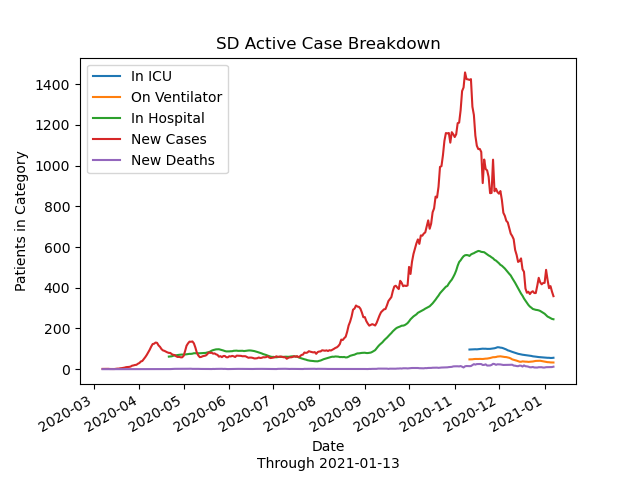 SD Active Case Breakdown
In ICU
On Ventilator
In Hospital
New Cases
New Deaths
Patients in Category
1400
1200
1000
800
600
400
200
0
2020-03
2020-04
2020-05
2020-06
2020-07
2020-08
2020-09
2020-10
2020-11
2020-12
2021-01
Date
Through 2021-01-13